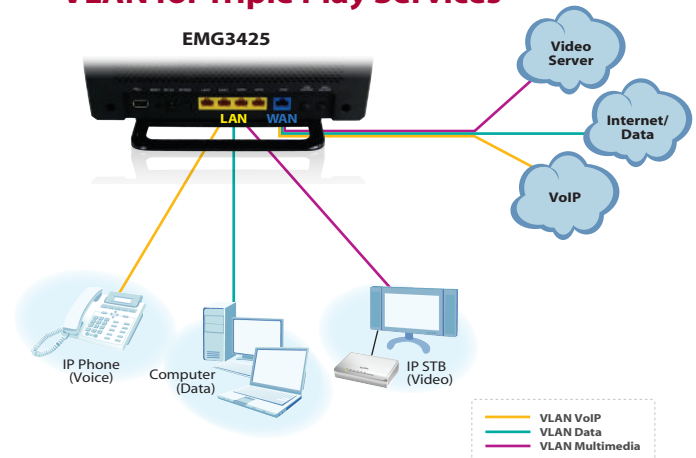 VLAN for Triple Play Services
EMG3425
LAN
WAN
Video
Server
Internet/
Data
VoIP
IP Phone
(Voice)
Computer
(Data)
IP STB
(Video)
VLAN VoIP
VLAN Data
VLAN Multimedia